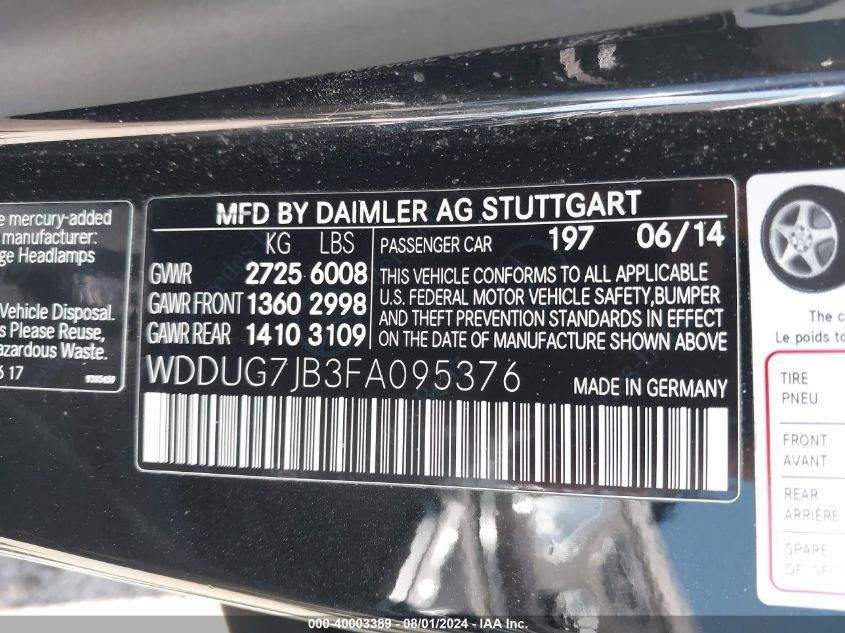 e mercury-added
manufacturer:
ge Headlamps
Vehicle Disposal.
s Please Reuse,
azardous Waste.
6 17
MFD BY DAIMLER AG STUTTGART
KG LBS
GVWR 2725 6008
GAWR FRONT 1360 2998
GAWR REAR 1410 3109
PASSENGER CAR 197 06/14
THIS VEHICLE CONFORMS TO ALL APPLICABLE
U.S. FEDERAL MOTOR VEHICLE SAFETY, BUMPER
AND THEFT PREVENTION STANDARDS IN EFFECT
ON THE DATE OF MANUFACTURE SHOWN ABOVE
WDDUG7JB3FA095376
MADE IN GERMANY
The c
Le poids to
TIRE
PNEU
FRONT
AVANT
REAR
ARRIÈRE
SPARE
DE SEC
000-40003389 - 08/01/2024 - IAA Inc.